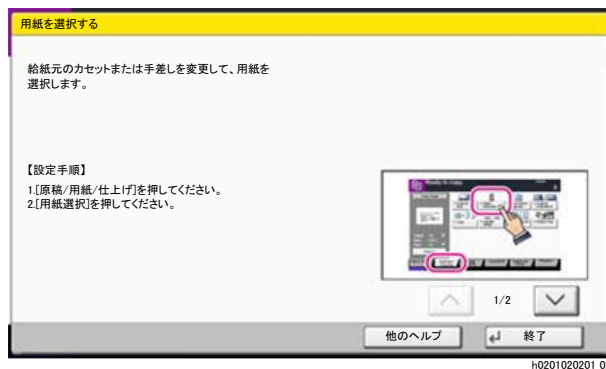 用紙を選択する
給紙元のカセットまたは手差しを変更して、用紙を
選択します。
【設定手順】
1.[原稿/用紙/仕上げ]を押してください。
2.[用紙選択]を押してください。
Ready to copy.
1/2
他のヘルプ
終了
h0201020201 0